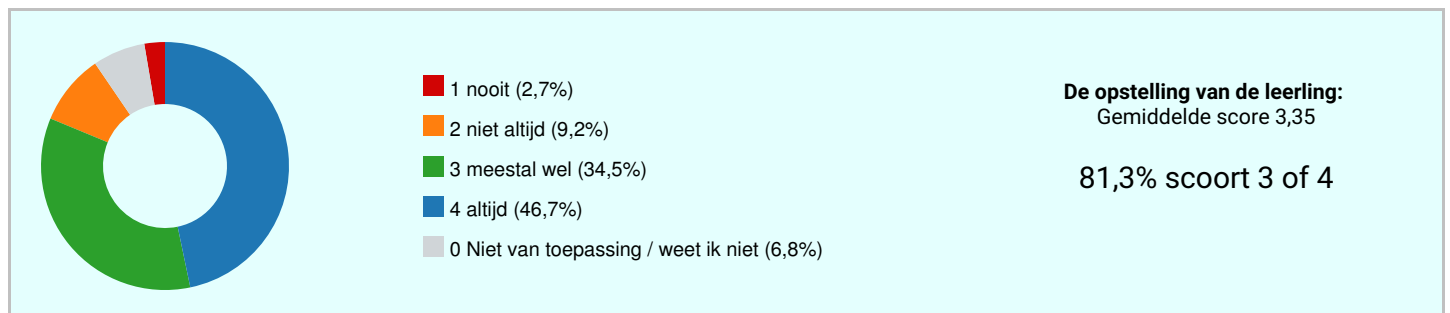 1 nooit (2,7%)
2 niet altijd (9,2%)
3 meestal wel (34,5%)
4 altijd (46,7%)
0 Niet van toepassing / weet ik niet (6,8%)
De opstelling van de leerling:
Gemiddelde score 3,35
81,3% scoort 3 of 4